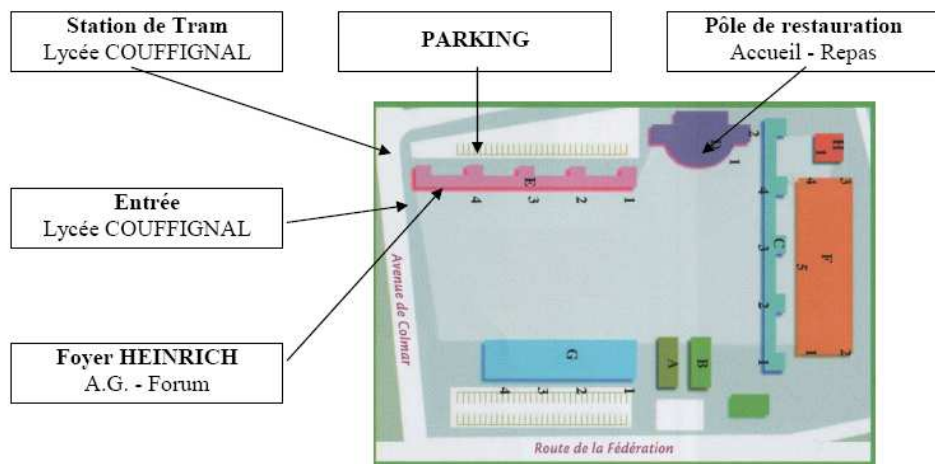 Station de Tram
Lycée COUFFIGNAL
PARKING
Pôle de restauration
Accueil - Repas
Entrée
Lycée COUFFIGNAL
Foyer HEINRICH
A.G. - Forum
D
2
1
H
1
E
4
3
2
1
4
C
3
2
1
4
3
F
5
1
2
Avenue de Colmar
G
4
3
2
1
A
B
Route de la Fédération